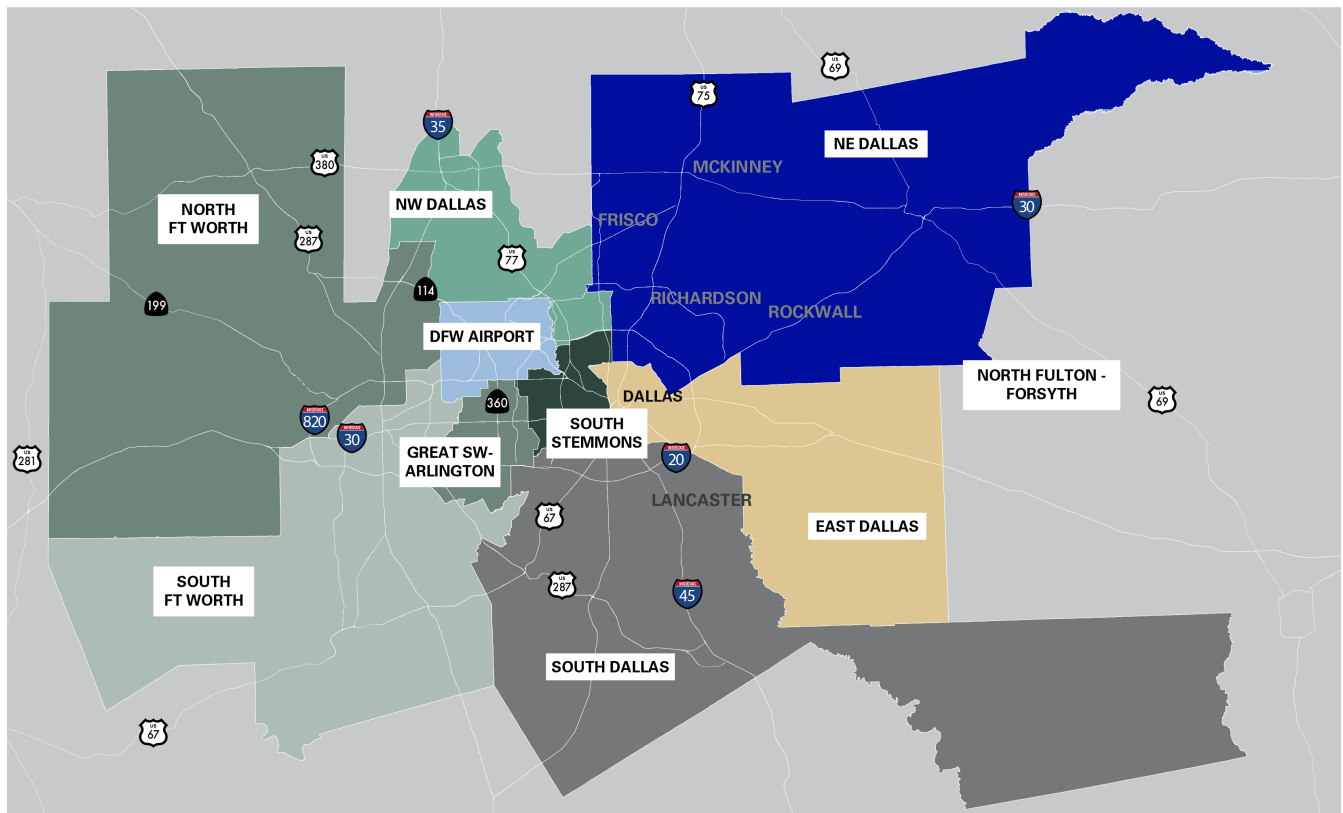 US
69
US
75
INTERSTATE
35
NE DALLAS
US
380
MCKINNEY
NW DALLAS
INTERSTATE
30
NORTH
FT WORTH
FRISCO
US
287
US
77
114
RICHARDSON
199
ROCKWALL
DFW AIRPORT
NORTH FULTON -
FORSYTH
DALLAS
US
69
360
INTERSTATE
820
SOUTH
STEMMONS
INTERSTATE
30
US
281
GREAT SW-
ARLINGTON
INTERSTATE
20
LANCASTER
US
67
EAST DALLAS
SOUTH
FT WORTH
US
287
INTERSTATE
45
SOUTH DALLAS
US
67